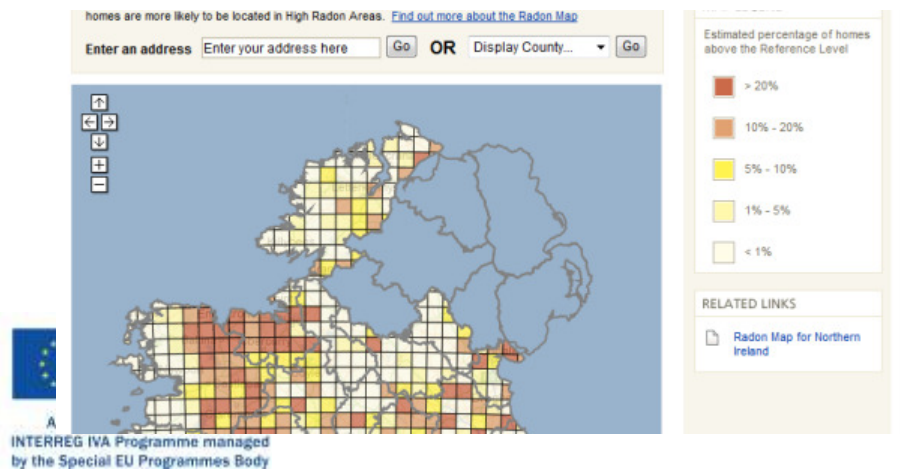 homes are more likely to be located in High Radon Areas. Find out more about the Radon Map
Enter an address Enter your address here Go OR Display County... Go
Estimated percentage of homes
above the Reference Level
> 20%
10% - 20%
5% - 10%
1% - 5%
< 1%
RELATED LINKS
Radon Map for Northern
Ireland
A
INTERREG IVA Programme managed
by the Special EU Programmes Body